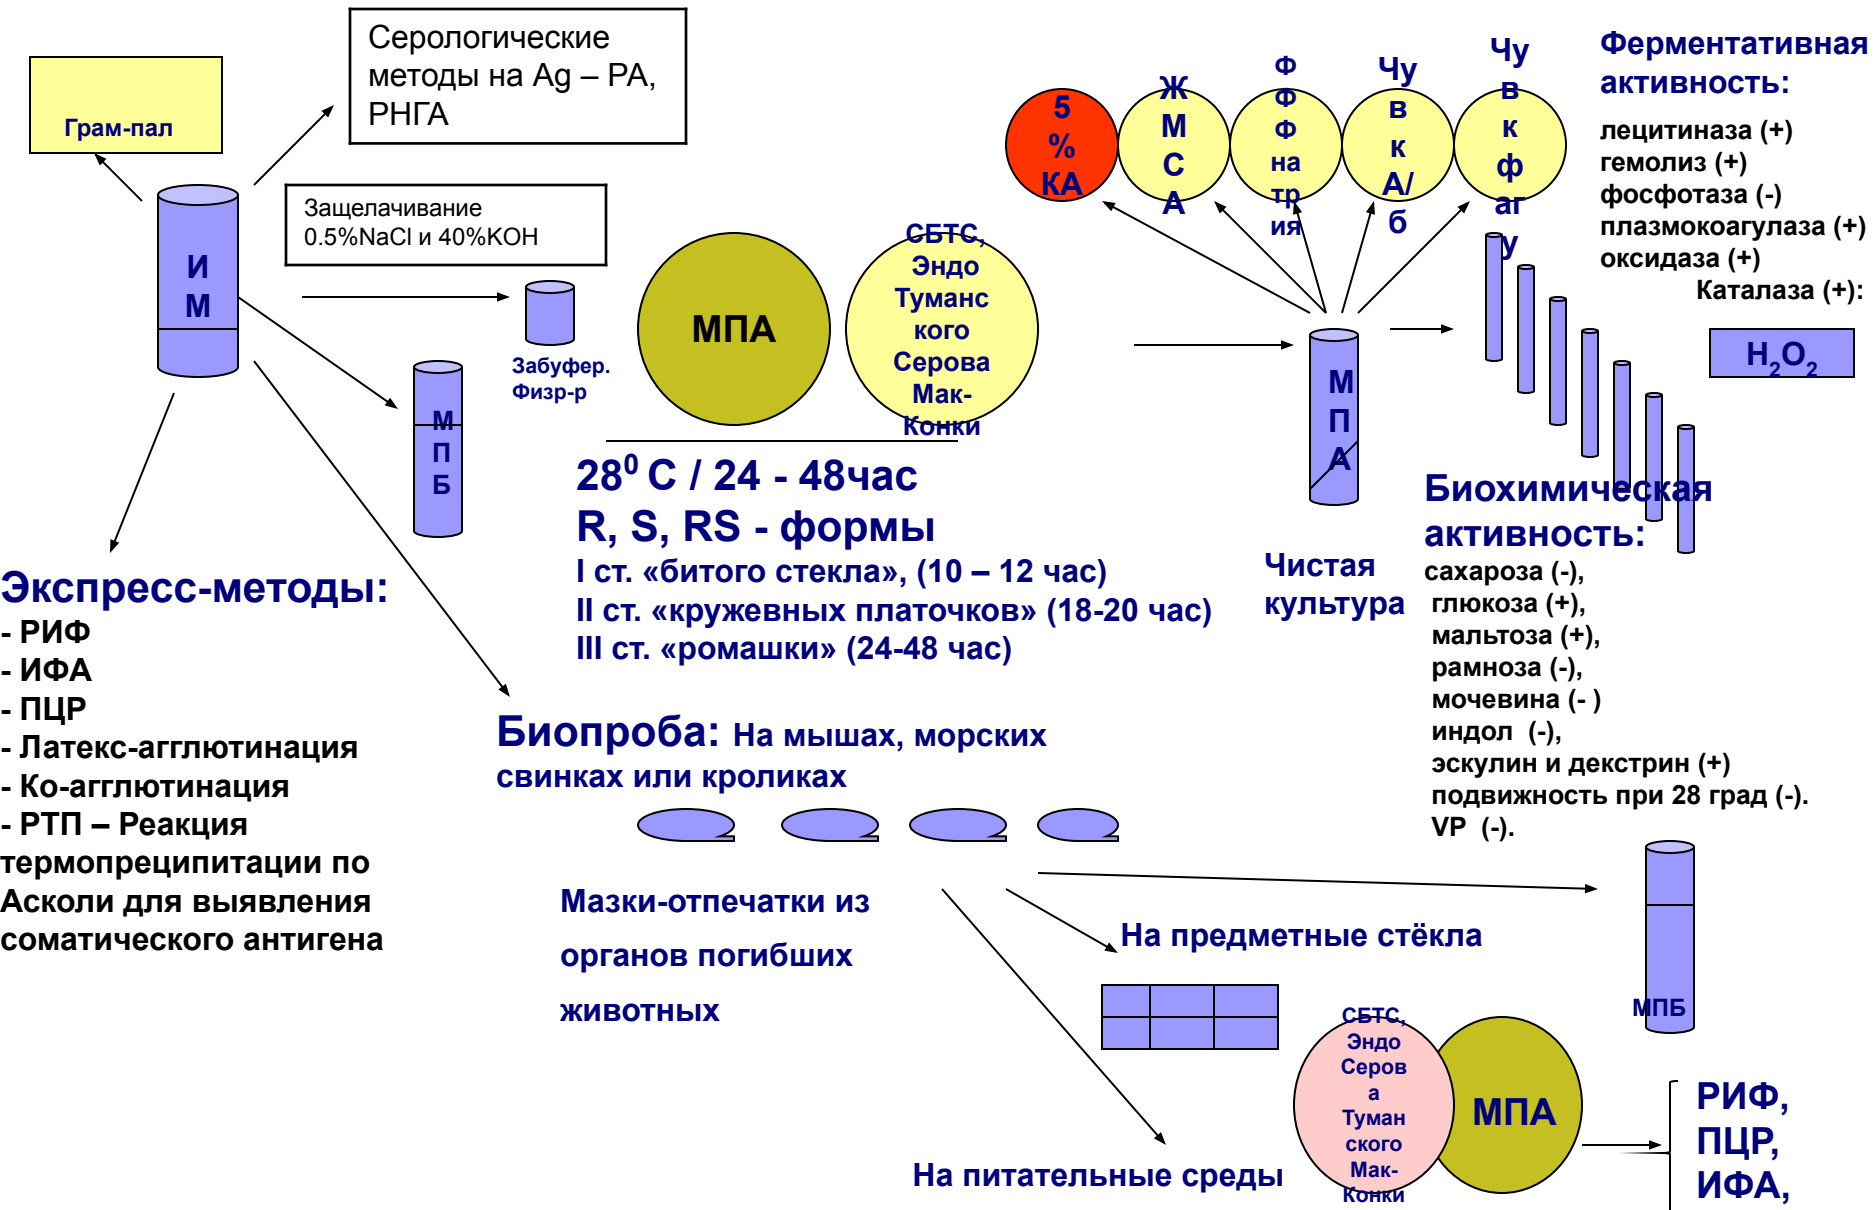 Грам-пал
Серологические
методы на Ag – РА,
РНГА
И
М
Защелачивание
0.5%NaCl и 40%KOH
Забуфер.
Физр-р
М
П
Б
МПА
СБТС,
Эндо
Туманс
кого
Серова
Мак-
Конки
28⁰ С / 24 - 48час
R, S, RS - формы
I ст. «битого стекла», (10 – 12 час)
II ст. «кружевных платочков» (18-20 час)
III ст. «ромашки» (24-48 час)
5
%
КА
Ж
М
С
А
Ф
Ф
Ф
на
тр
ия
Чу
в
к
А/
б
Чу
в
к
ф
аг
у
М
П
А
Чистая
культура
Ферментативная
активность:
лецитиназа (+)
гемолиз (+)
фосфотаза (-)
плазмокоагулаза (+)
оксидаза (+)
Каталаза (+):
H₂O₂
Биохимическая
активность:
сахароза (-),
глюкоза (+),
мальтоза (+),
рамноза (-),
мочевина (- )
индол (-),
эскулин и декстрин (+)
подвижность при 28 град (-).
VP (-).
Экспресс-методы:
- РИФ
- ИФА
- ПЦР
- Латекс-агглютинация
- Ко-агглютинация
- РТП – Реакция
термопреципитации по
Асколи для выявления
соматического антигена
Биопроба: На мышах, морских
свинках или кроликах
Мазки-отпечатки из
органов погибших
животных
На предметные стёкла
МПБ
На питательные среды
СБТС,
Эндо
Серов
а
Туман
ского
Мак-
Конки
МПА
РИФ,
ПЦР,
ИФА,